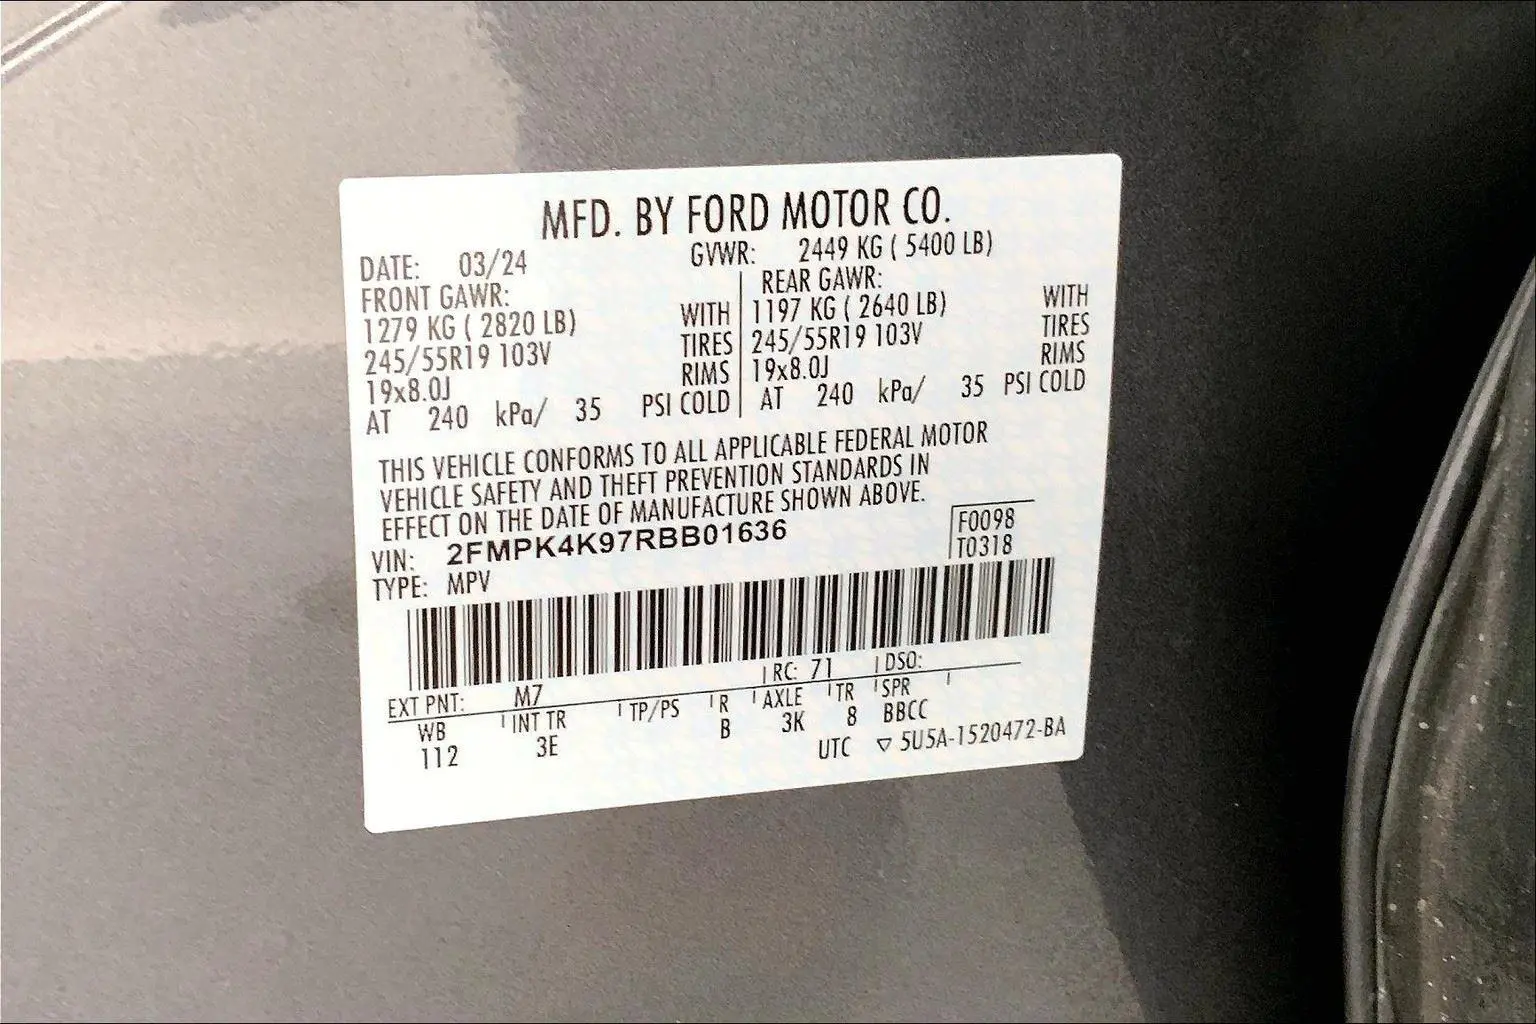 MFD. BY FORD MOTOR CO.
DATE: 03/24 GVWR: 2449 KG ( 5400 LB)
FRONT GAWR: REAR GAWR:
1279 KG ( 2820 LB) WITH 1197 KG ( 2640 LB) WITH
245/55R19 103V TIRES 245/55R19 103V TIRES
19x8.0J RIMS 19x8.0J RIMS
AT 240 kPa/ 35 PSI COLD AT 240 kPa/ 35 PSI COLD
THIS VEHICLE CONFORMS TO ALL APPLICABLE FEDERAL MOTOR
VEHICLE SAFETY AND THEFT PREVENTION STANDARDS IN
EFFECT ON THE DATE OF MANUFACTURE SHOWN ABOVE.
VIN: 2FMPK4K97RBB01636 F0098
TYPE: MPV T0318
EXT PNT: M7 RC: 71 DSO:
WB INT TR TP/PS R AXLE TR SPR
112 3E B 3K 8 BBCC
UTC ▽ 5U5A-1520472-BA